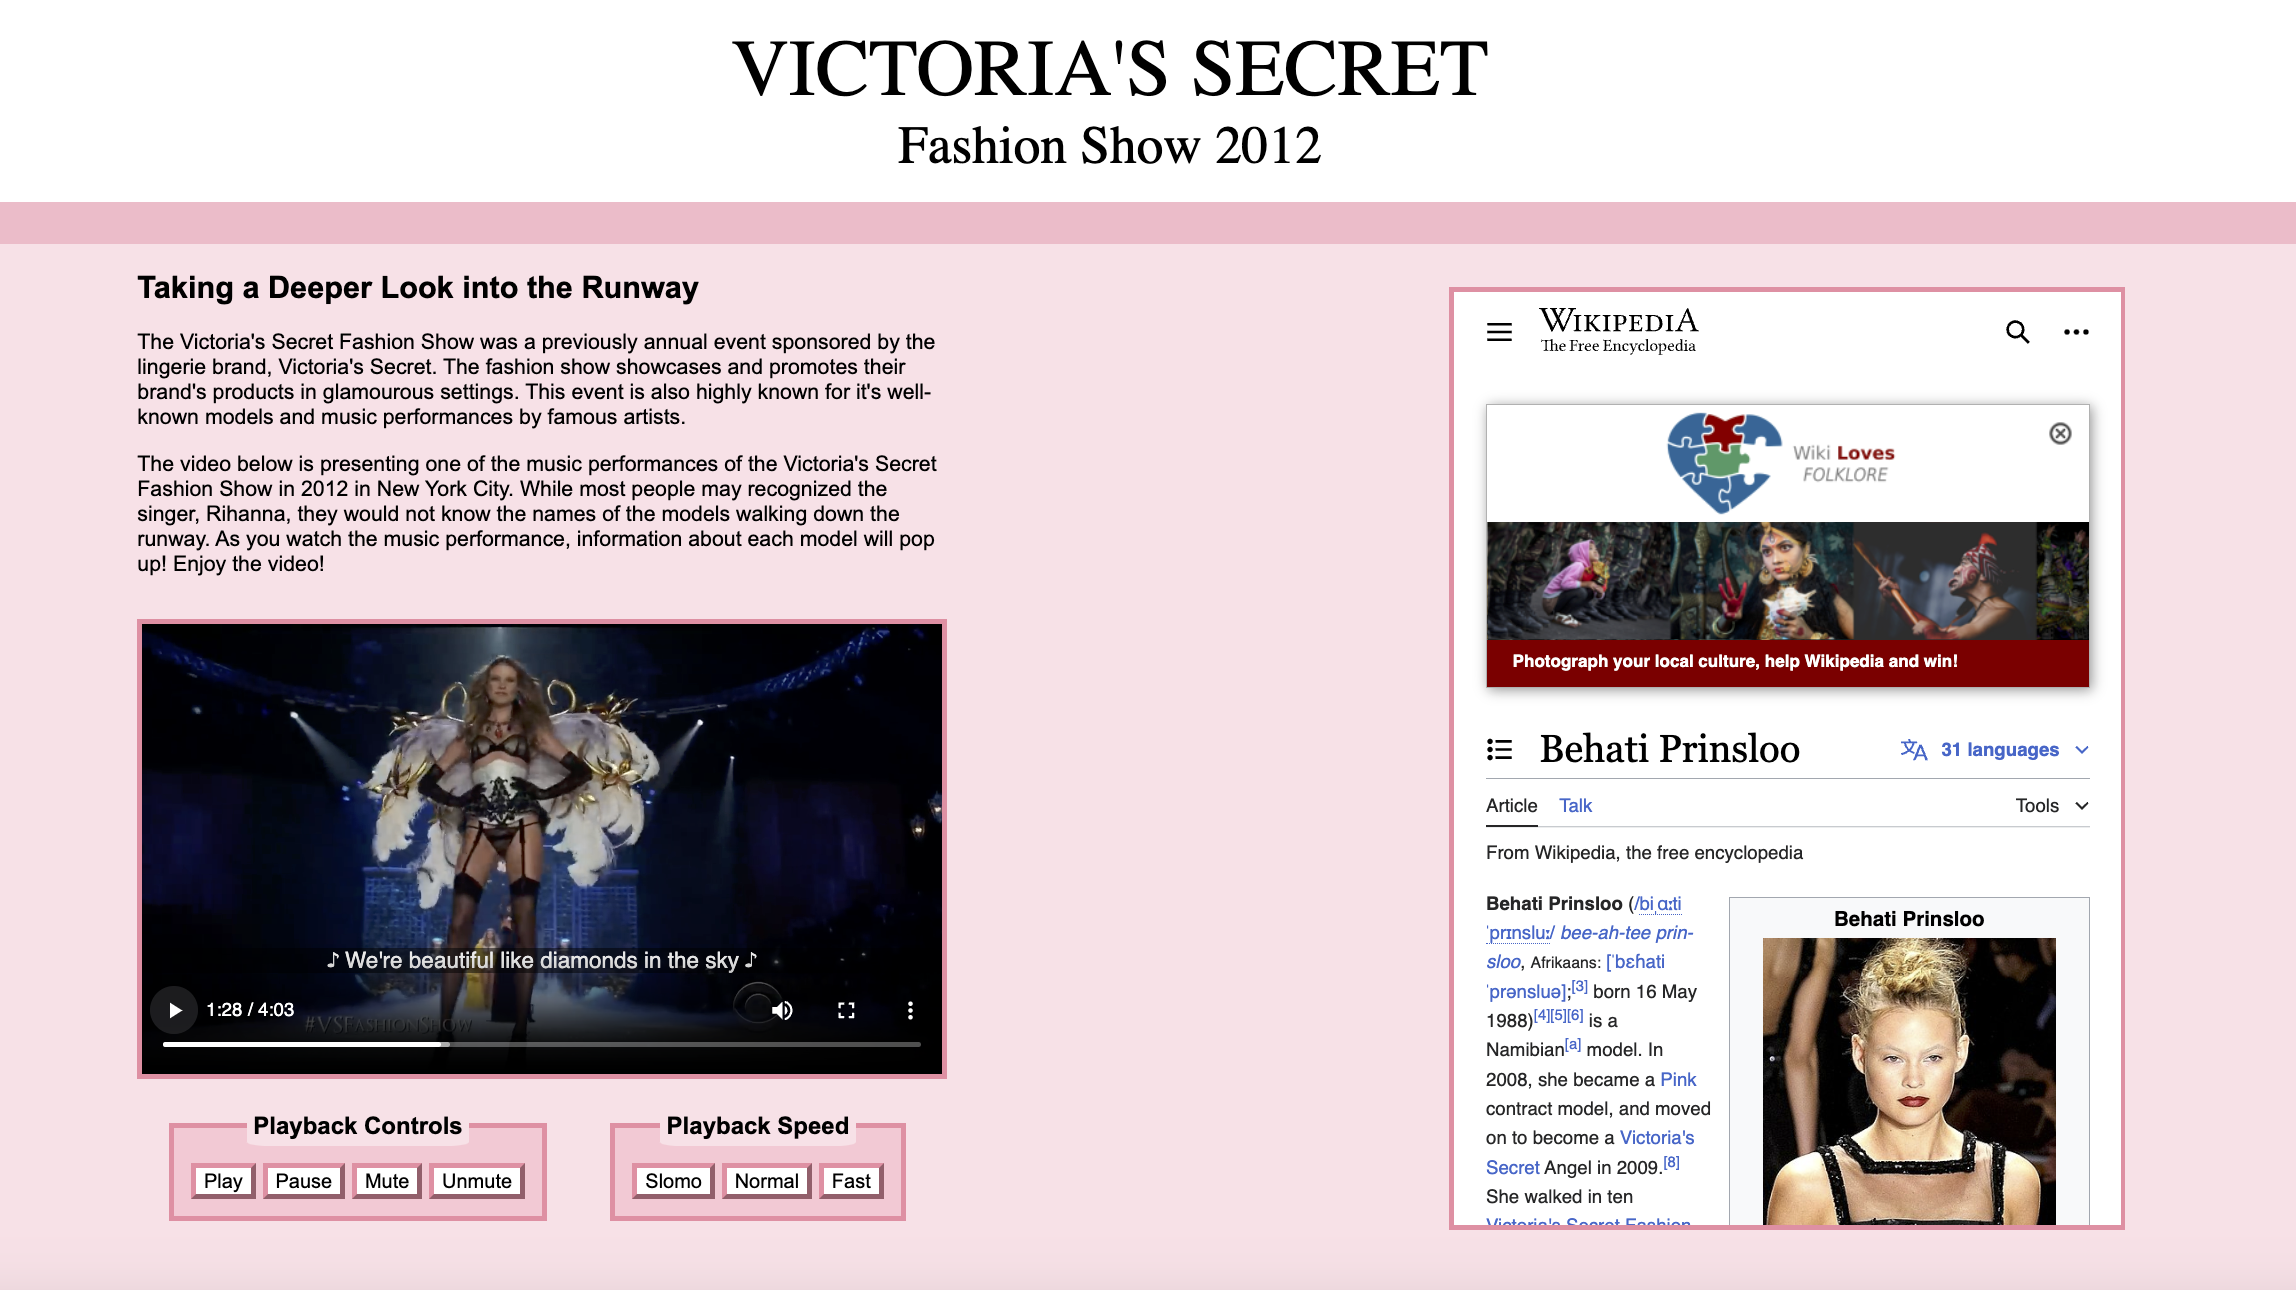 VICTORIA'S SECRET
Fashion Show 2012
Taking a Deeper Look into the Runway
The Victoria's Secret Fashion Show was a previously annual event sponsored by the
lingerie brand, Victoria's Secret. The fashion show showcases and promotes their
brand's products in glamourous settings. This event is also highly known for it's well-
known models and music performances by famous artists.
The video below is presenting one of the music performances of the Victoria's Secret
Fashion Show in 2012 in New York City. While most people may recognized the
singer, Rihanna, they would not know the names of the models walking down the
runway. As you watch the music performance, information about each model will pop
up! Enjoy the video!
♪ We're beautiful like diamonds in the sky ♪
1:28 / 4:03
#VSFASHIONSHOW
Playback Controls
Play Pause Mute Unmute
Playback Speed
Slomo Normal Fast
WIKIPEDIA
The Free Encyclopedia
Wiki Loves
FOLKLORE
Photograph your local culture, help Wikipedia and win!
Behati Prinsloo
31 languages
Article Talk Tools
From Wikipedia, the free encyclopedia
Behati Prinsloo (/biˌɑːti
ˈprɪnsluː/ bee-ah-tee prin-
sloo, Afrikaans: [ˈbɛɦati
ˈprənsluə];[3] born 16 May
1988)[4][5][6] is a
Namibian[a] model. In
2008, she became a Pink
contract model, and moved
on to become a Victoria's
Secret Angel in 2009.[8]
She walked in ten
Victoria's Secret Fashion
Behati Prinsloo